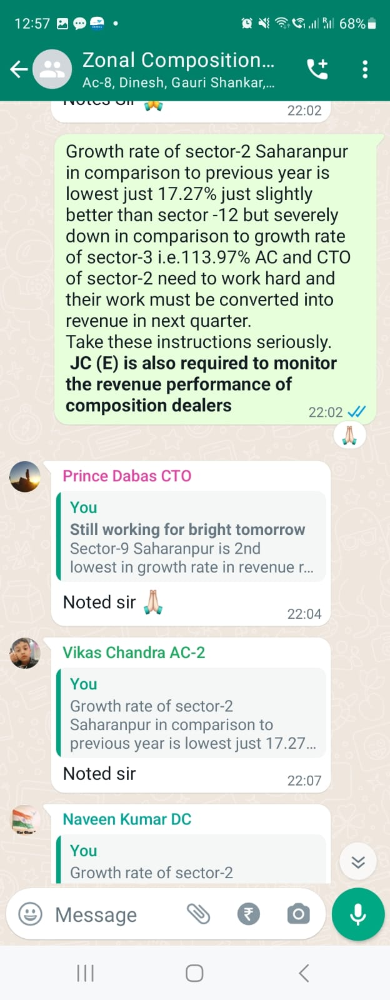 12:57
68%
Zonal Composition...
Ac-8, Dinesh, Gauri Shankar,...
Notes Sir 🙏
22:02
Growth rate of sector-2 Saharanpur
in comparison to previous year is
lowest just 17.27% just slightly
better than sector -12 but severely
down in comparison to growth rate
of sector-3 i.e.113.97% AC and CTO
of sector-2 need to work hard and
their work must be converted into
revenue in next quarter.
Take these instructions seriously.
JC (E) is also required to monitor
the revenue performance of
composition dealers
22:02
🙏
Prince Dabas CTO
You
Still working for bright tomorrow
Sector-9 Saharanpur is 2nd
lowest in growth rate in revenue r...
Noted sir 🙏
22:04
Vikas Chandra AC-2
You
Growth rate of sector-2
Saharanpur in comparison to
previous year is lowest just 17.27...
Noted sir
22:07
Naveen Kumar DC
You
Growth rate of sector-2
Message